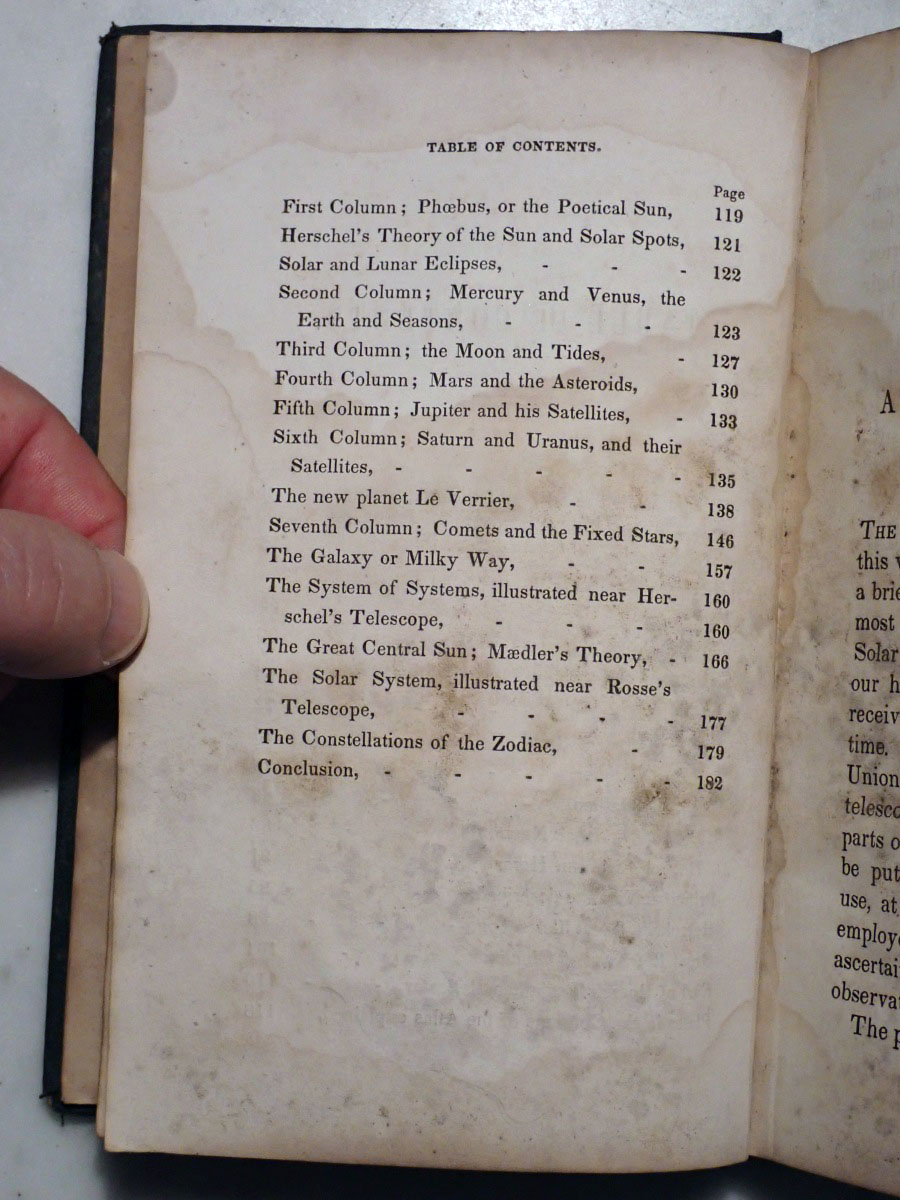 TABLE OF CONTENTS.
Page
First Column; Phœbus, or the Poetical Sun, 119
Herschel's Theory of the Sun and Solar Spots, 121
Solar and Lunar Eclipses, - - - 122
Second Column; Mercury and Venus, the
Earth and Seasons, - - - 123
Third Column; the Moon and Tides, - 127
Fourth Column; Mars and the Asteroids, 130
Fifth Column; Jupiter and his Satellites, - 133
Sixth Column; Saturn and Uranus, and their
Satellites, - - - - - 135
The new planet Le Verrier, - - 138
Seventh Column; Comets and the Fixed Stars, 146
The Galaxy or Milky Way, - - 157
The System of Systems, illustrated near Her- 160
schel's Telescope, - - - 160
The Great Central Sun; Mædler's Theory, - 166
The Solar System, illustrated near Rosse's
Telescope, - - - - 177
The Constellations of the Zodiac, - 179
Conclusion, - - - - - 182
A
THE
this
a
most
Solar
our
time.
Union
parts
be put
use, at
The